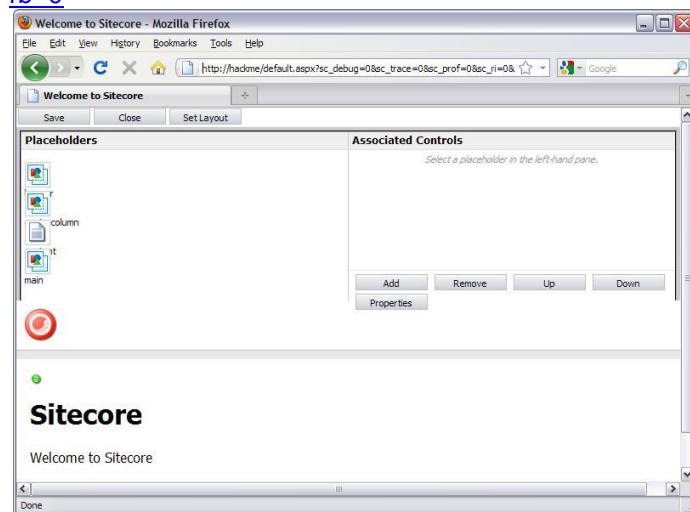 Welcome to Sitecore - Mozilla Firefox
File Edit View History Bookmarks Tools Help
http://hackme/default.aspx?sc_debug=0&sc_trace=0&sc_prof=0&sc_ri=0& Google
Welcome to Sitecore
Save Close Set Layout
Placeholders
Associated Controls
Select a placeholder in the left-hand pane.
column
main
Add Remove Up Down
Properties
Sitecore
Welcome to Sitecore
Done